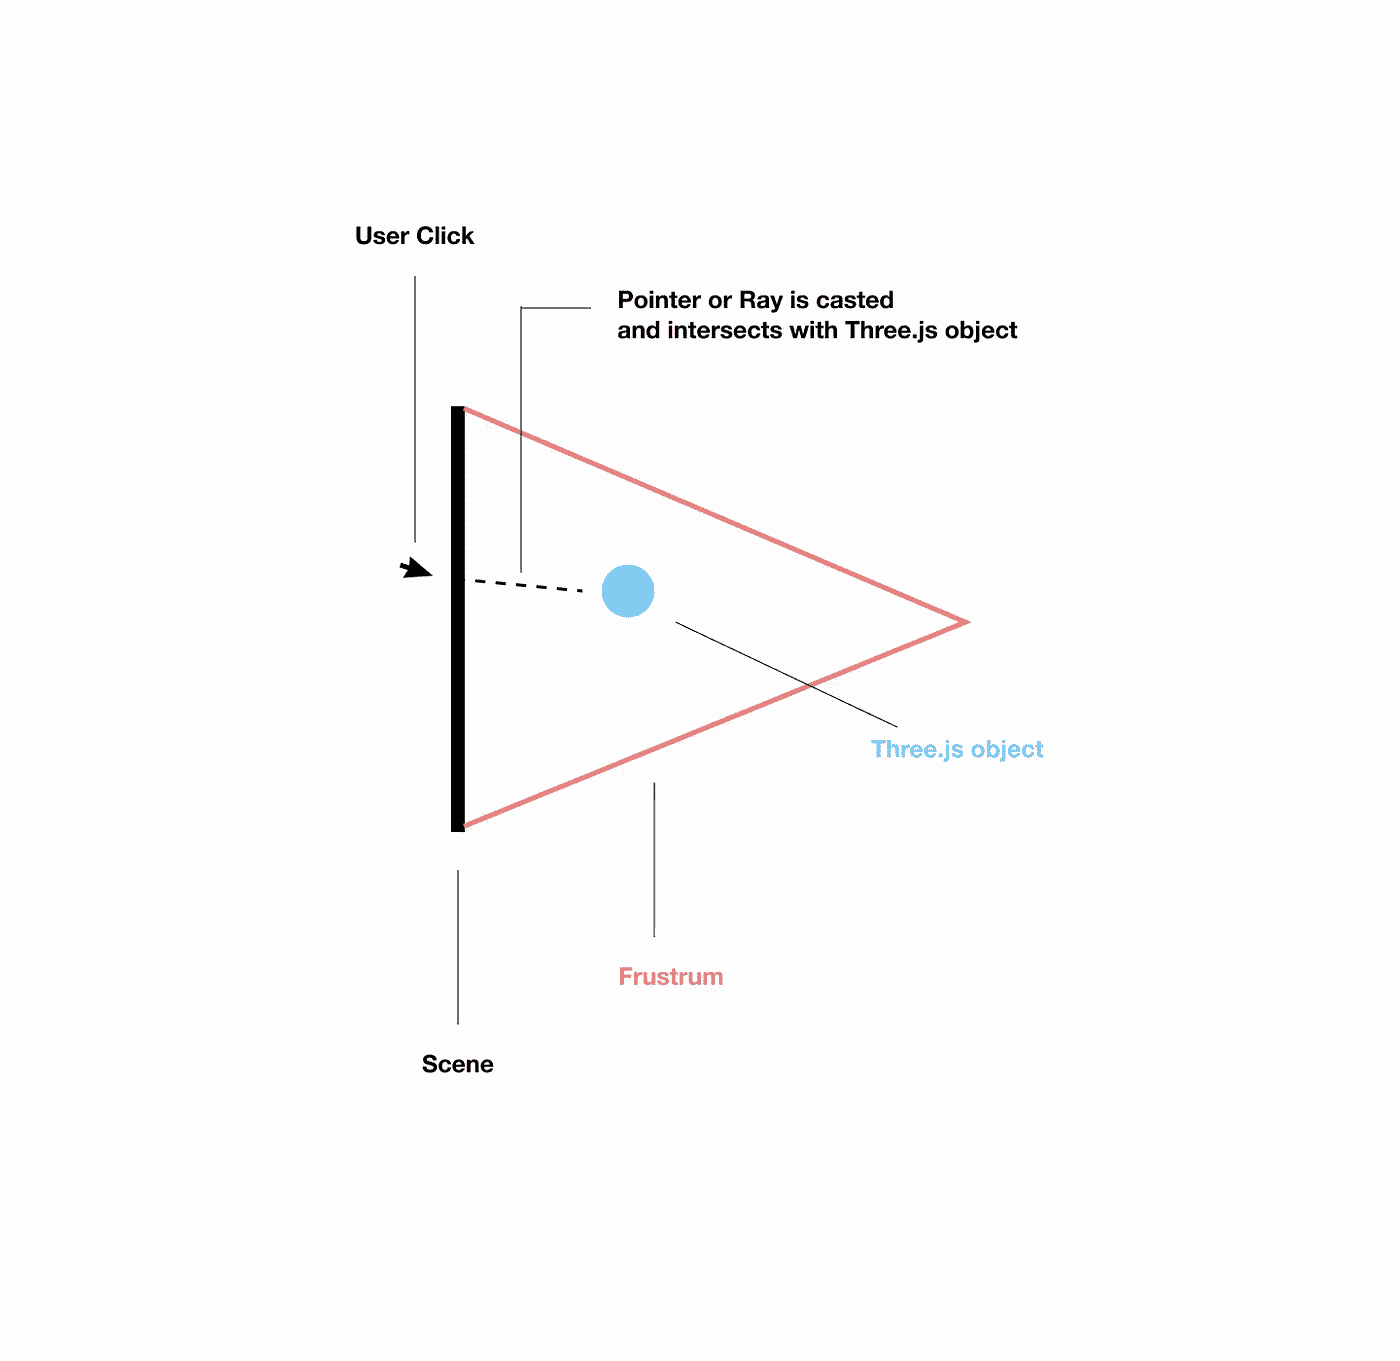 User Click
Pointer or Ray is casted
and intersects with Three.js object
Three.js object
Frustrum
Scene